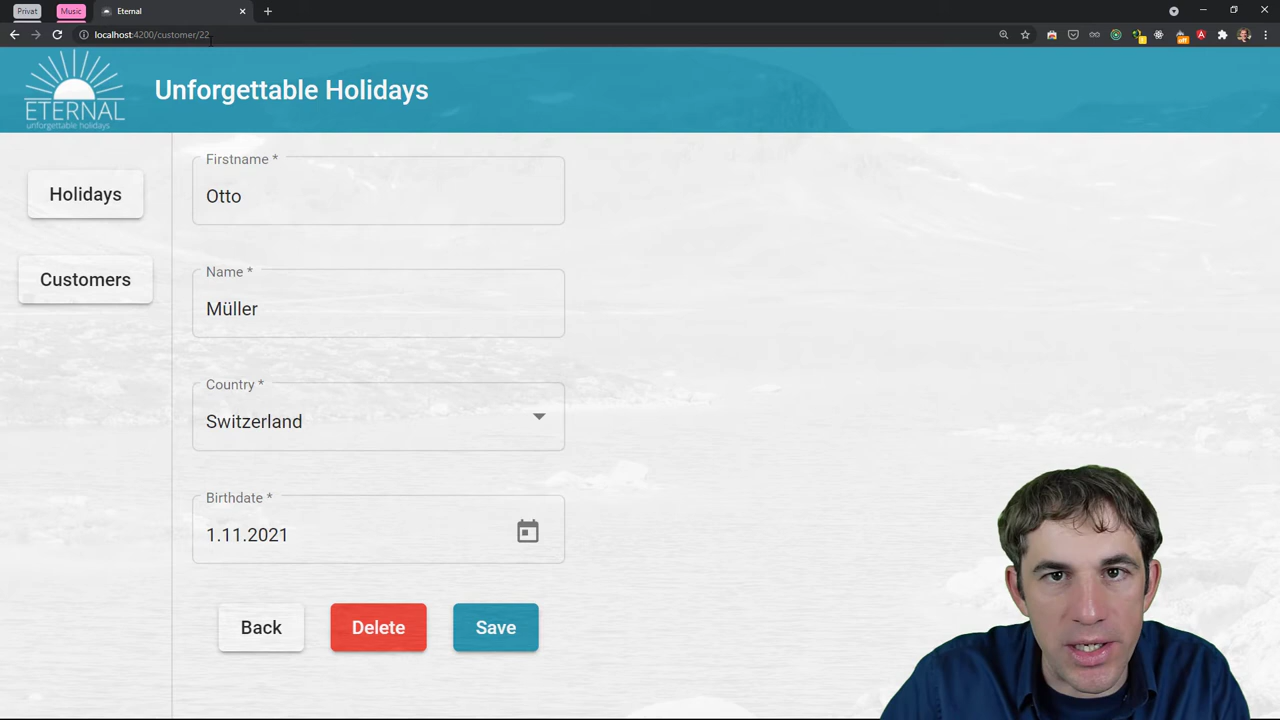 Privat
Music
Eternal
localhost:4200/customer/22
ETERNAL
unforgettable holidays
Unforgettable Holidays
Holidays
Customers
Firstname *
Otto
Name *
Müller
Country *
Switzerland
Birthdate *
1.11.2021
Back
Delete
Save